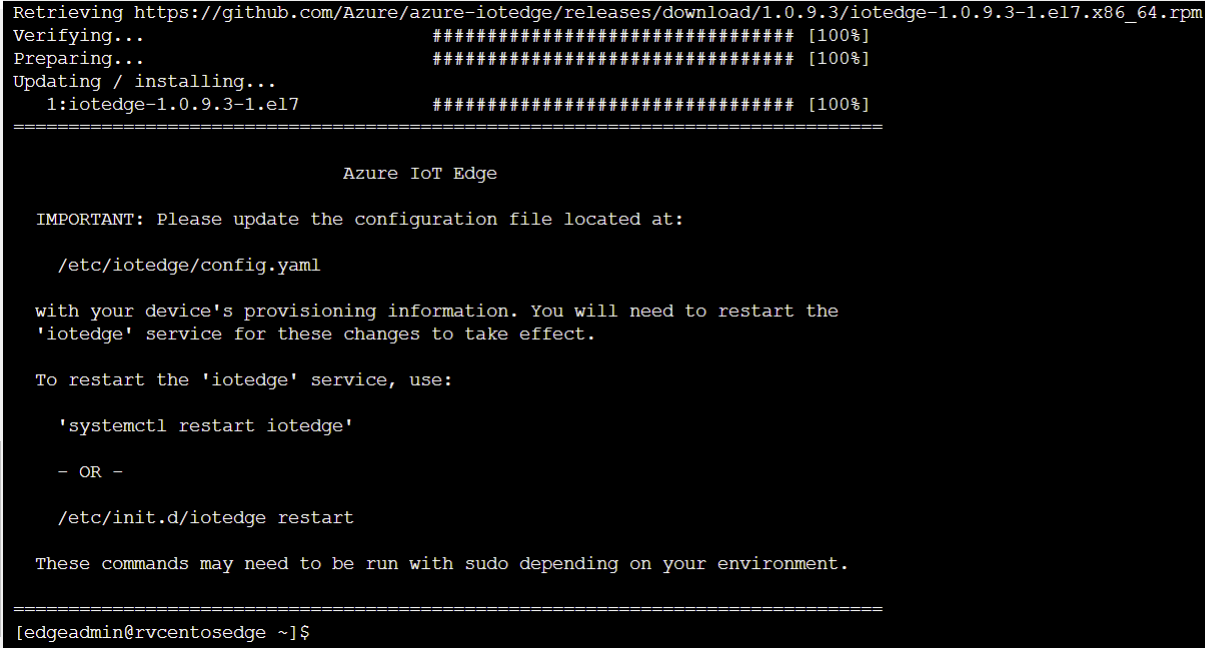 Retrieving https://github.com/Azure/azure-iotedge/releases/download/1.0.9.3/iotedge-1.0.9.3-1.el7.x86_64.rpm
Verifying... ################################# [100%]
Preparing... ################################# [100%]
Updating / installing...
1:iotedge-1.0.9.3-1.el7 ################################# [100%]
===============================================================================
Azure IoT Edge
IMPORTANT: Please update the configuration file located at:
/etc/iotedge/config.yaml
with your device's provisioning information. You will need to restart the
'iotedge' service for these changes to take effect.
To restart the 'iotedge' service, use:
'systemctl restart iotedge'
- OR -
/etc/init.d/iotedge restart
These commands may need to be run with sudo depending on your environment.
===============================================================================
[edgeadmin@rvcentosedge ~]$